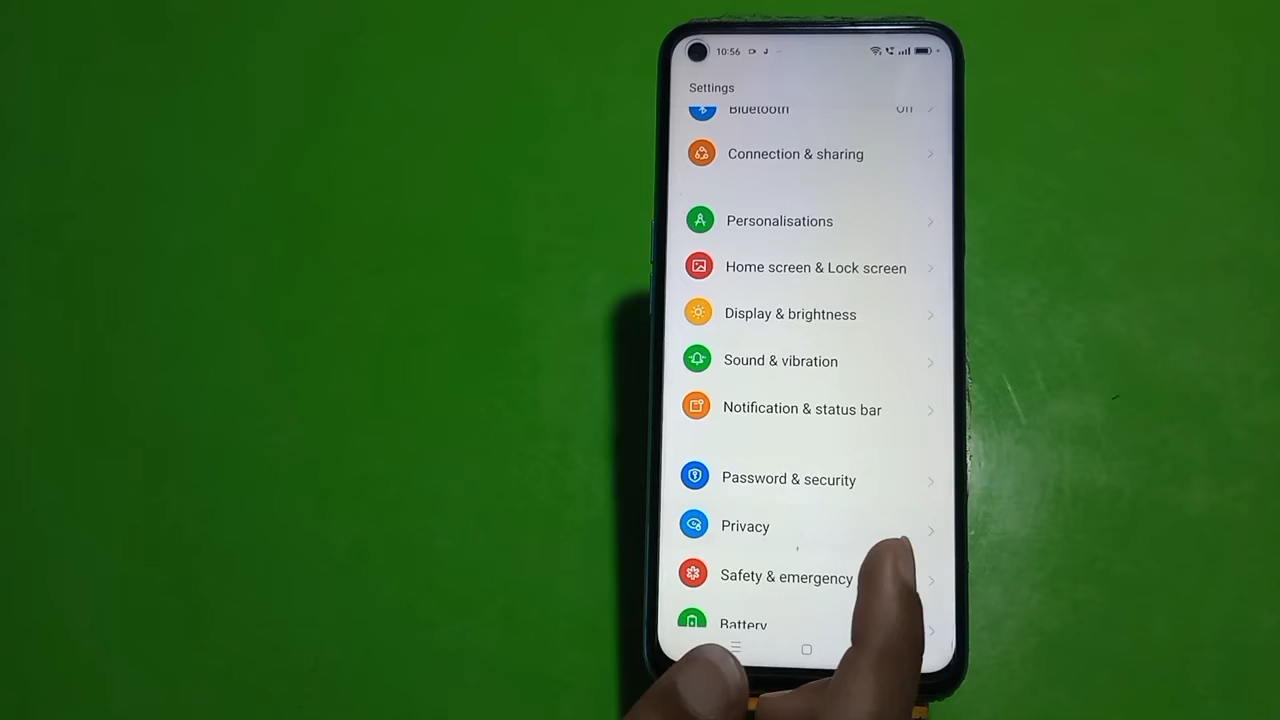 10:56
Settings
Bluetooth Off
Connection & sharing
Personalisations
Home screen & Lock screen
Display & brightness
Sound & vibration
Notification & status bar
Password & security
Privacy
Safety & emergency
Battery